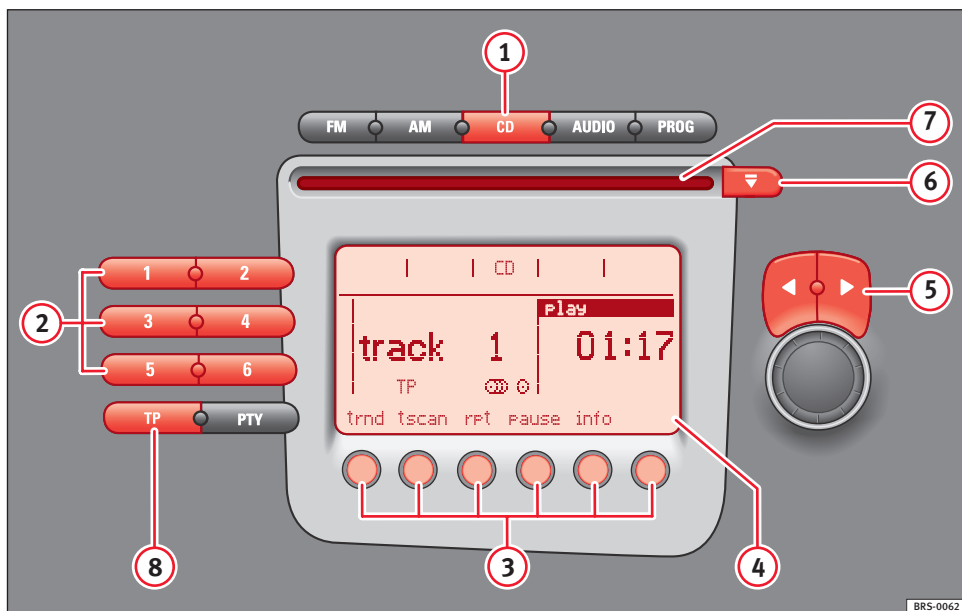 1
FM AM CD AUDIO PROG
7
6
CD
1 2
play
5
2
3 4
track 1 01:17
5 6
TP
TP PTY
trnd tscan rpt pause info
8
3
4
BRS-0062